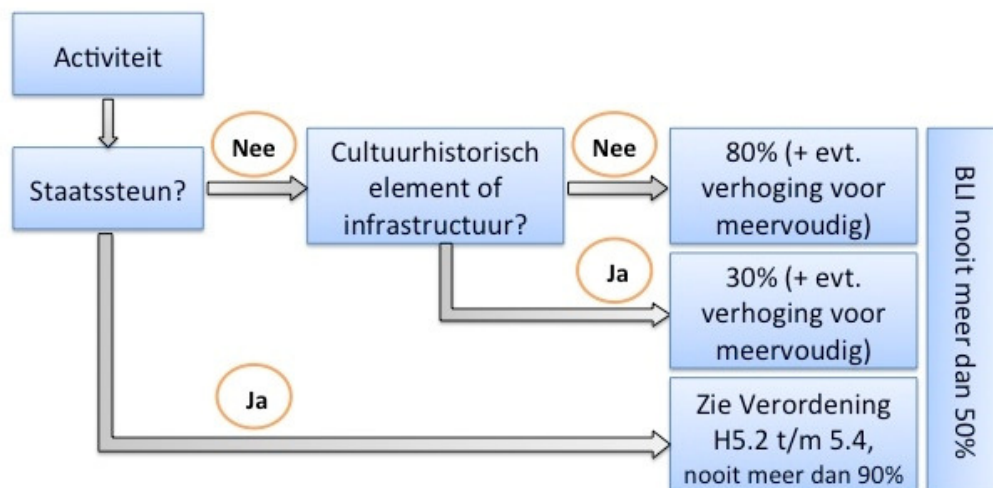 Activiteit
Staatssteun?
Nee
Cultuurhistorisch
element of
infrastructuur?
Nee
80% (+ evt.
verhoging voor
meervoudig)
Ja
30% (+ evt.
verhoging voor
meervoudig)
Ja
Zie Verordening
H5.2 t/m 5.4,
nooit meer dan 90%
BLI nooit meer dan 50%